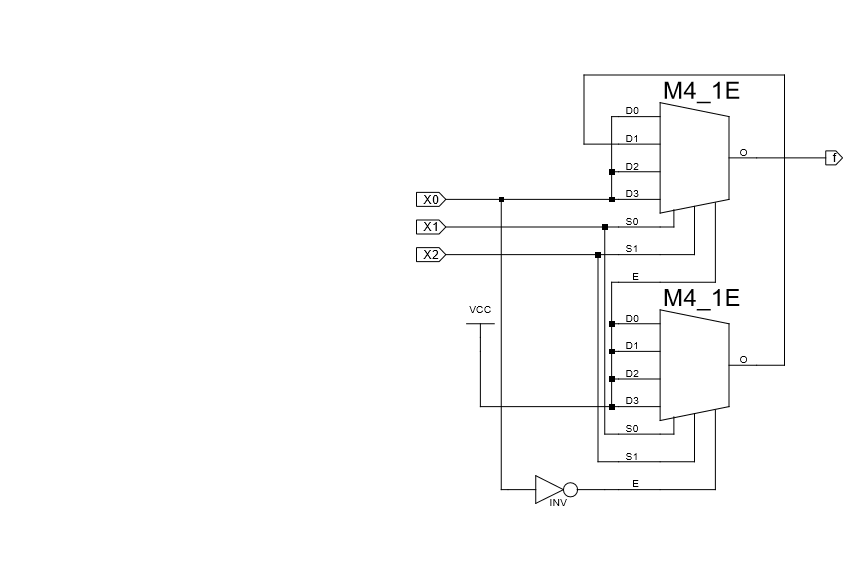 M4_1E
D0
D1
O
f
D2
X0
D3
X1
S0
X2
S1
E
M4_1E
VCC
D0
D1
O
D2
D3
S0
S1
E
INV